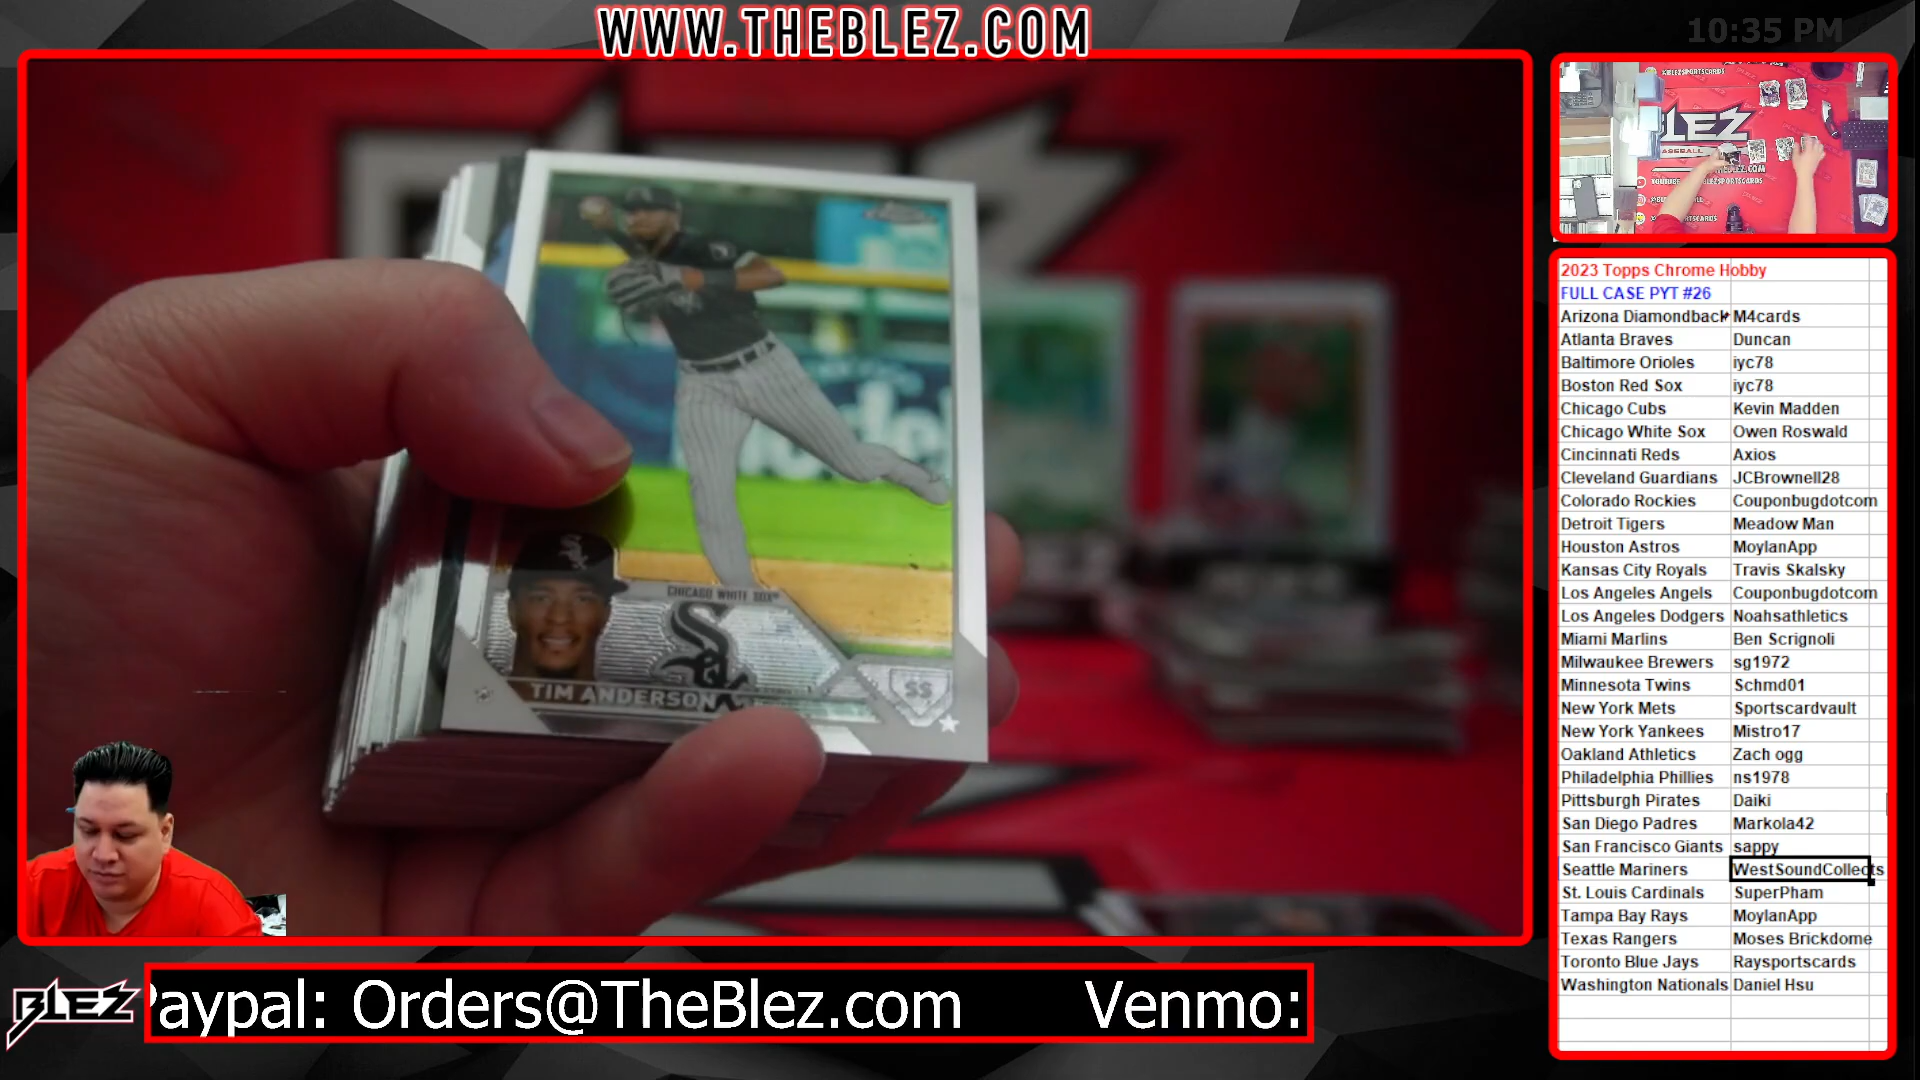 WWW.THEBLEZ.COM
10:35 PM
@BLEZSPORTSCARDS
BLEZ
CHICAGO WHITE SOX
TIM ANDERSON
SS
2023 Topps Chrome Hobby
FULL CASE PYT #26
Arizona Diamondback M4cards
Atlanta Braves Duncan
Baltimore Orioles iyc78
Boston Red Sox iyc78
Chicago Cubs Kevin Madden
Chicago White Sox Owen Roswald
Cincinnati Reds Axios
Cleveland Guardians JCBrownell28
Colorado Rockies Couponbugdotcom
Detroit Tigers Meadow Man
Houston Astros MoylanApp
Kansas City Royals Travis Skalsky
Los Angeles Angels Couponbugdotcom
Los Angeles Dodgers Noahsathletics
Miami Marlins Ben Scrignoli
Milwaukee Brewers sg1972
Minnesota Twins Schmd01
New York Mets Sportscardvault
New York Yankees Mistro17
Oakland Athletics Zach ogg
Philadelphia Phillies ns1978
Pittsburgh Pirates Daiki
San Diego Padres Markola42
San Francisco Giants sappy
Seattle Mariners WestSoundCollects
St. Louis Cardinals SuperPham
Tampa Bay Rays MoylanApp
Texas Rangers Moses Brickdome
Toronto Blue Jays Raysportscards
Washington Nationals Daniel Hsu
BLEZ
Paypal: Orders@TheBlez.com Venmo: